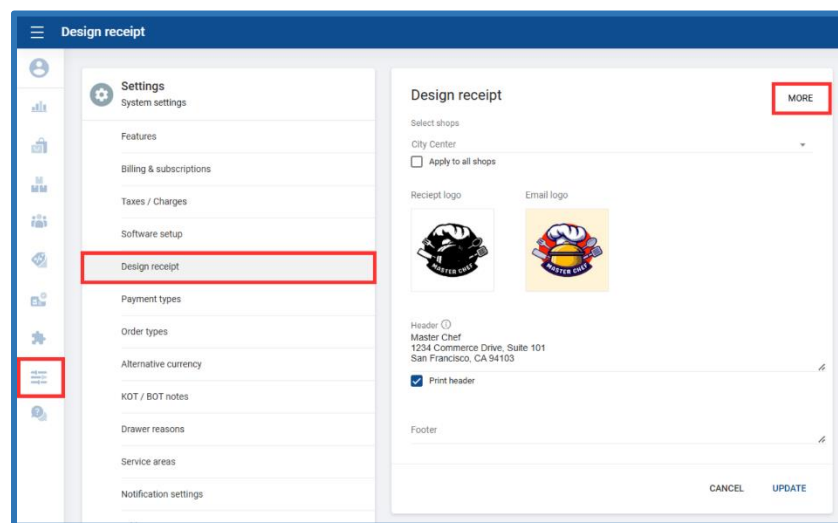 Design receipt
Settings
System settings
Features
Billing & subscriptions
Taxes / Charges
Software setup
Design receipt
Payment types
Order types
Alternative currency
KOT / BOT notes
Drawer reasons
Service areas
Notification settings
Design receipt
MORE
Select shops
City Center
Apply to all shops
Reciept logo
Email logo
MASTER CHEF
MASTER CHEF
Header
Master Chef
1234 Commerce Drive, Suite 101
San Francisco, CA 94103
Print header
Footer
CANCEL
UPDATE